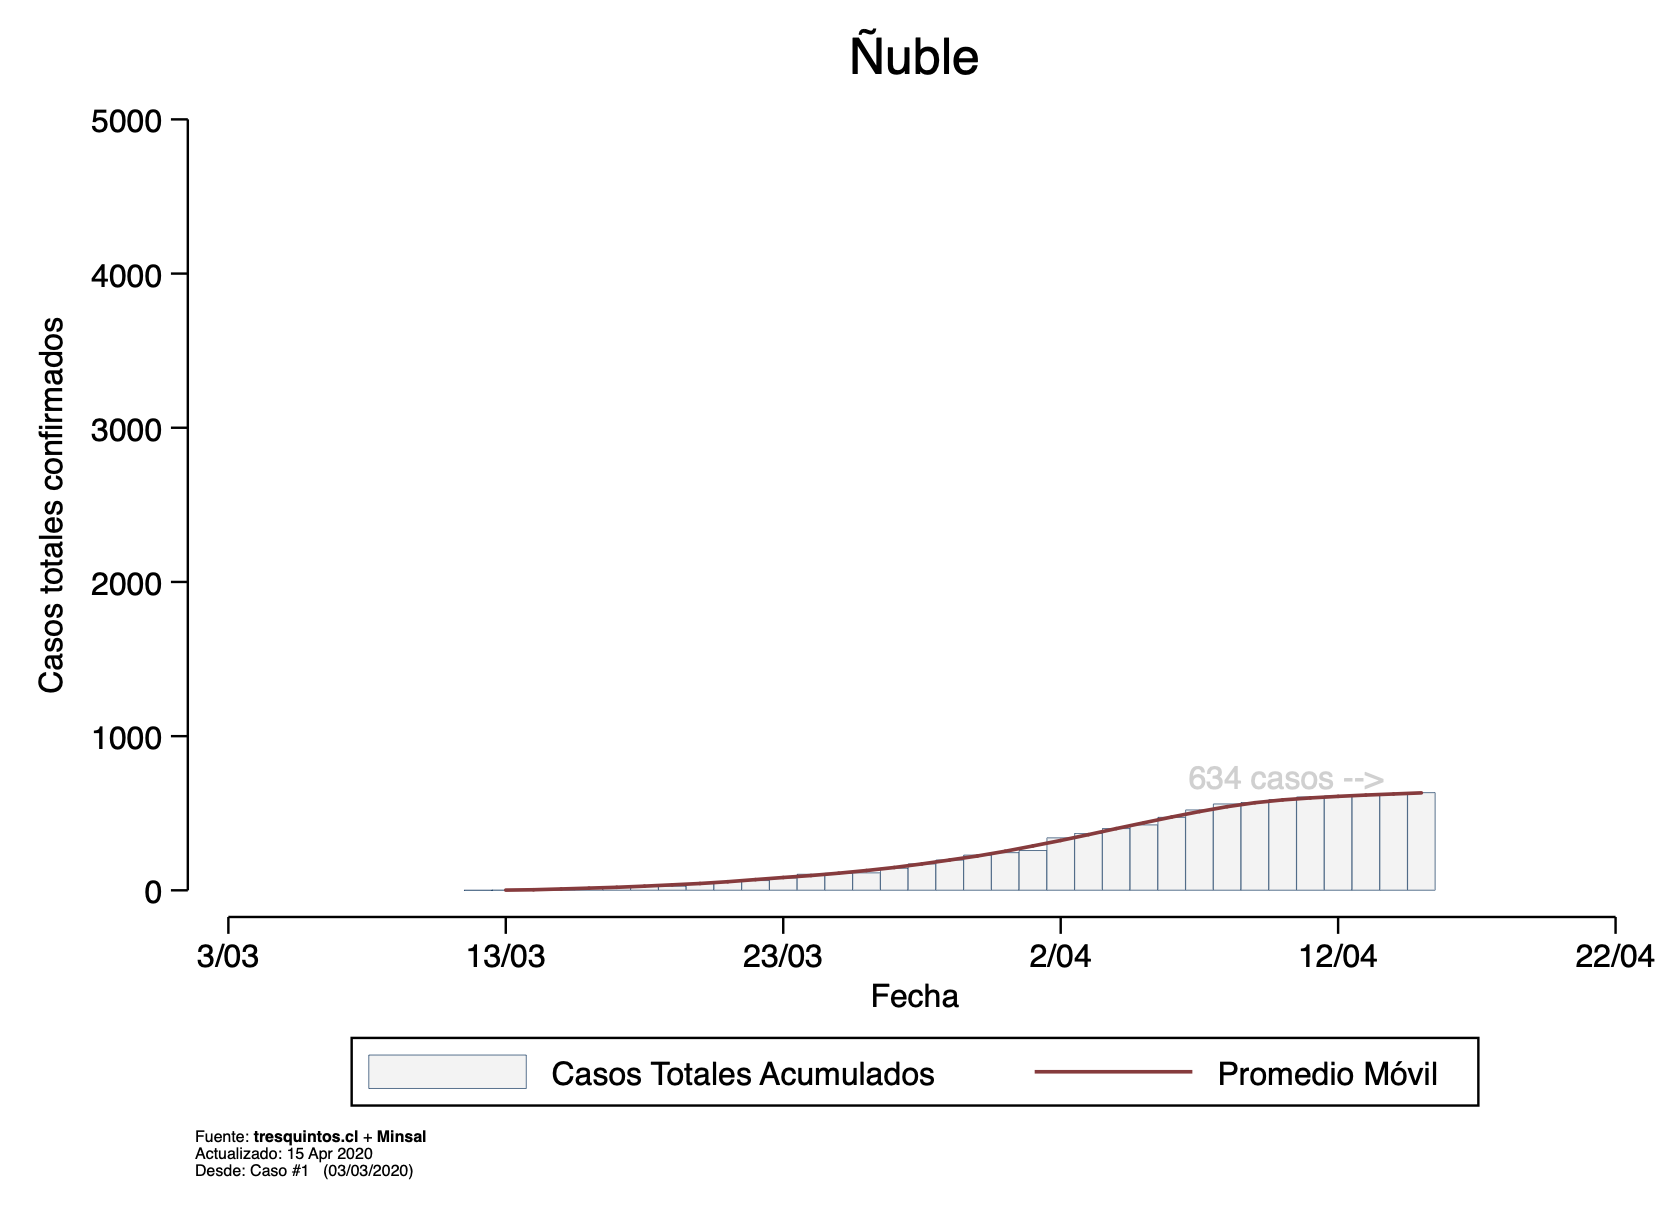 Ñuble
5000
4000
3000
2000
1000
0
Casos totales confirmados
634 casos -->
3/03 13/03 23/03 2/04 12/04 22/04
Fecha
Casos Totales Acumulados Promedio Móvil
Fuente: tresquintos.cl + Minsal
Actualizado: 15 Apr 2020
Desde: Caso #1 (03/03/2020)